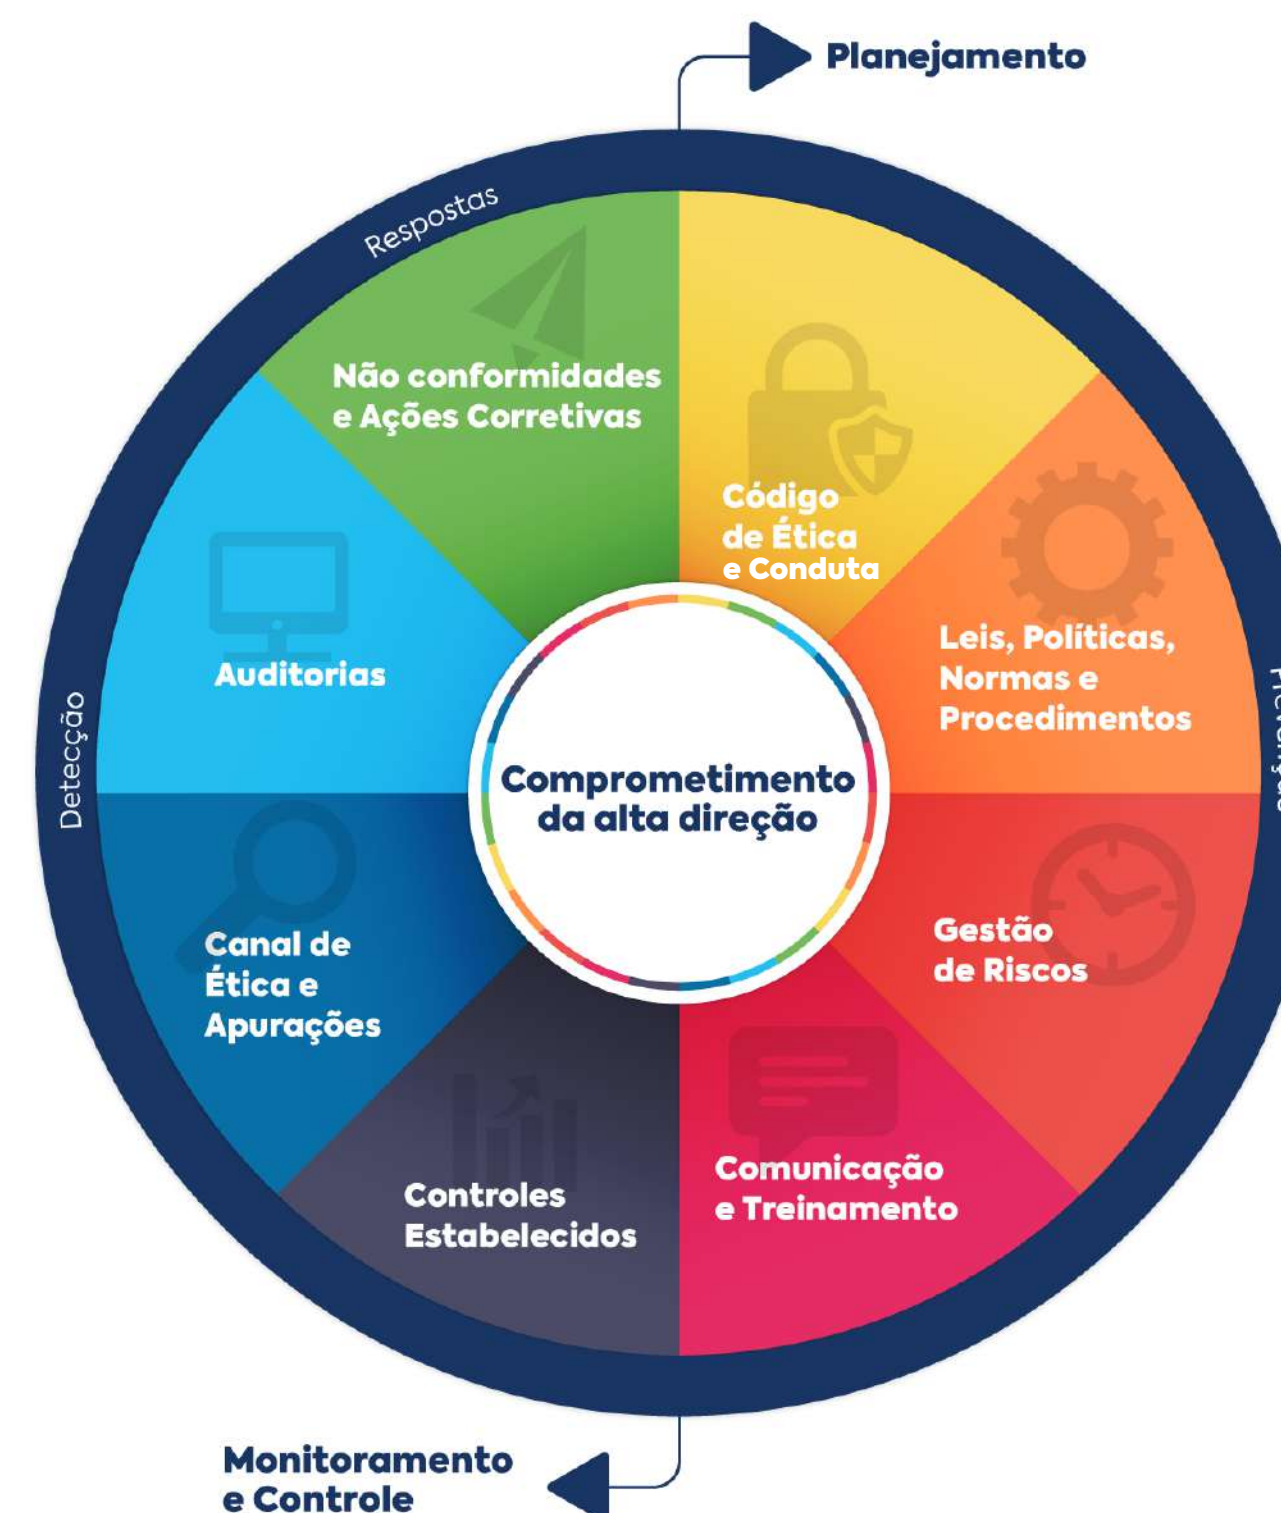 Planejamento
Respostas
Não conformidades
e Ações Corretivas
Código
de Ética
e Conduta
Leis, Políticas,
Normas e
Procedimentos
Auditorias
Detecção
Comprometimento
da alta direção
Gestão
de Riscos
Canal de
Ética e
Apurações
Comunicação
e Treinamento
Controles
Estabelecidos
Monitoramento
e Controle